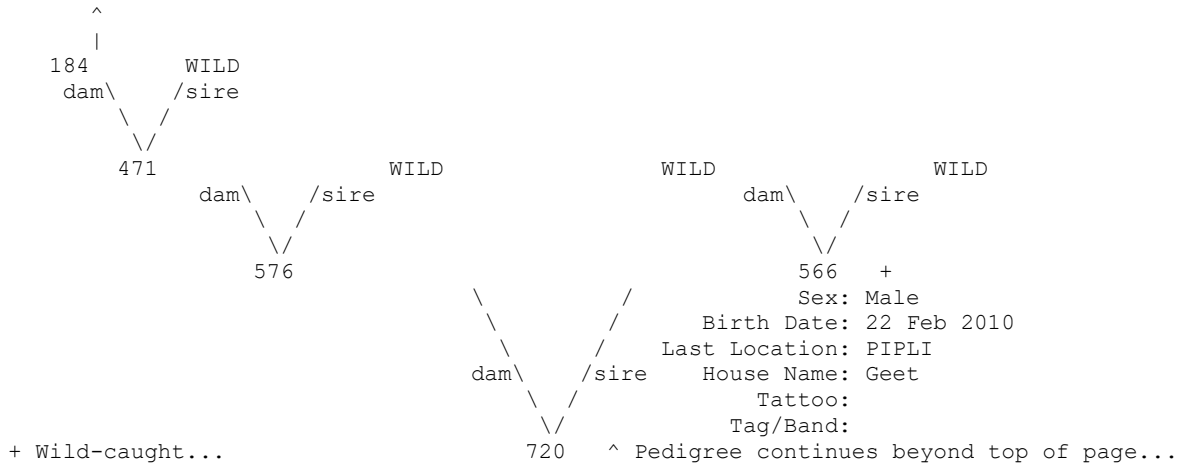 ^
|
184 WILD
dam\ /sire
\ /
\/
471 WILD WILD WILD
dam\ /sire dam\ /sire
\ / \ /
\/ \/
576 566 +
\ / Sex: Male
\ / Birth Date: 22 Feb 2010
\ / Last Location: PIPLI
dam\ /sire House Name: Geet
\ / Tattoo:
\/ Tag/Band:
+ Wild-caught... 720 ^ Pedigree continues beyond top of page...